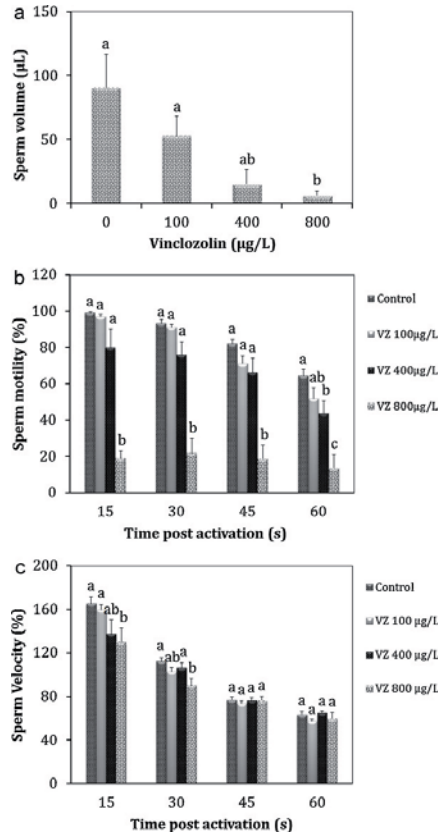 a
150
a
100
a
50
ab
b
0
Sperm volume (µL)
0 100 400 800
Vinclozolin (µg/L)
b
120
a a a a a
100
a a a
80
a a a
60
ab b
40
b b b c
20
0
Sperm motility (%)
15 30 45 60
Time post activation (s)
Control
VZ 100µg/L
VZ 400µg/L
VZ 800µg/L
c
200
a a
160
ab b
120
a ab a b
80
a a a a a a a a
40
0
Sperm Velocity (%)
15 30 45 60
Time post activation (s)
Control
VZ 100 µg/L
VZ 400 µg/L
VZ 800 µg/L